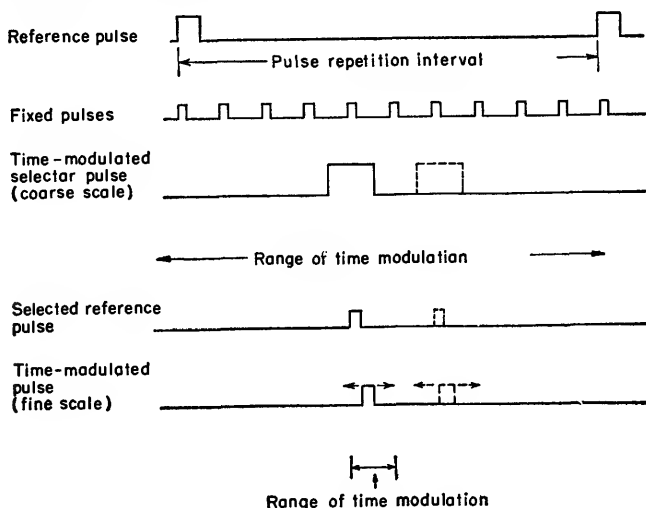 Reference pulse
Pulse repetition interval
Fixed pulses
Time-modulated
selectar pulse
(coarse scale)
Range of time modulation
Selected reference
pulse
Time-madulated
pulse
(fine scale)
Range of time modulation